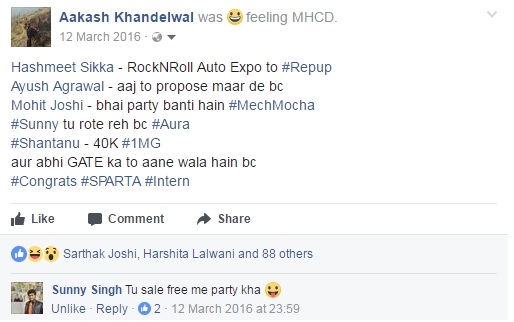 Aakash Khandelwal was feeling MHCD.
12 March 2016
Hashmeet Sikka - RockNRoll Auto Expo to #Repup
Ayush Agrawal - aaj to propose maar de bc
Mohit Joshi - bhai party banti hain #MechMocha
#Sunny tu rote reh bc #Aura
#Shantanu - 40K #1MG
aur abhi GATE ka to aane wala hain bc
#Congrats #SPARTA #Intern
Like Comment Share
Sarthak Joshi, Harshita Lalwani and 88 others
Sunny Singh Tu sale free me party kha
Unlike · Reply · 2 · 12 March 2016 at 23:59